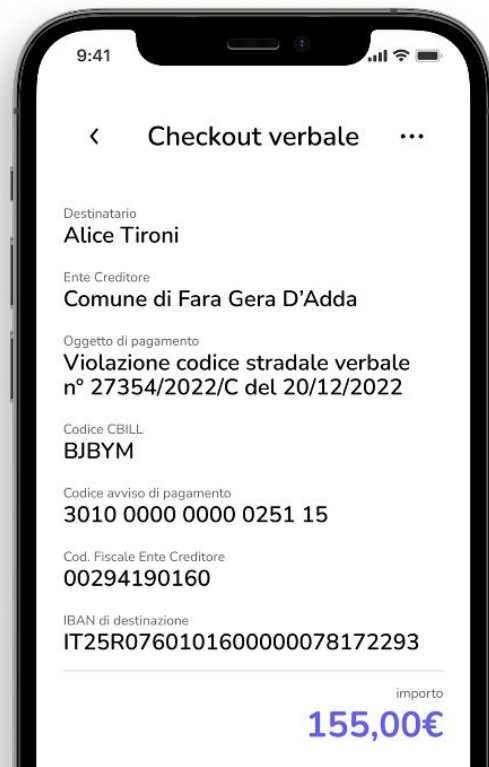 9:41
Checkout verbale
Destinatario
Alice Tironi
Ente Creditore
Comune di Fara Gera D’Adda
Oggetto di pagamento
Violazione codice stradale verbale
n° 27354/2022/C del 20/12/2022
Codice CBILL
BJBYM
Codice avviso di pagamento
3010 0000 0000 0251 15
Cod. Fiscale Ente Creditore
00294190160
IBAN di destinazione
IT25R0760101600000078172293
importo
155,00€